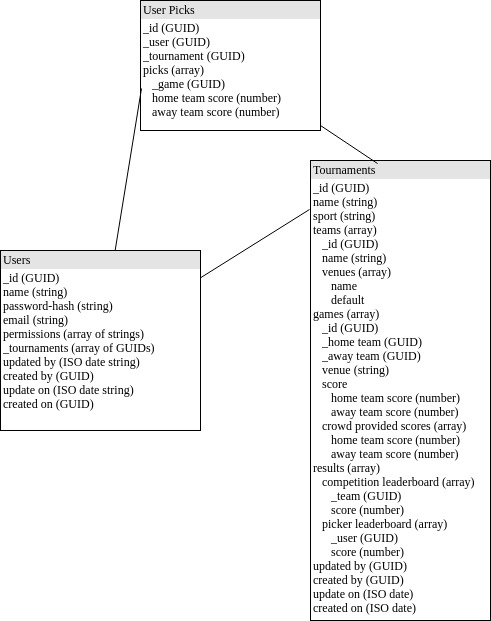 User Picks
_id (GUID)
_user (GUID)
_tournament (GUID)
picks (array)
_game (GUID)
home team score (number)
away team score (number)
Tournaments
_id (GUID)
name (string)
sport (string)
teams (array)
_id (GUID)
name (string)
venues (array)
name
default
games (array)
_id (GUID)
_home team (GUID)
_away team (GUID)
venue (string)
score
home team score (number)
away team score (number)
crowd provided scores (array)
home team score (number)
away team score (number)
results (array)
competition leaderboard (array)
_team (GUID)
score (number)
picker leaderboard (array)
_user (GUID)
score (number)
updated by (GUID)
created by (GUID)
update on (ISO date)
created on (ISO date)
Users
_id (GUID)
name (string)
password-hash (string)
email (string)
permissions (array of strings)
_tournaments (array of GUIDs)
updated by (ISO date string)
created by (GUID)
update on (ISO date string)
created on (GUID)